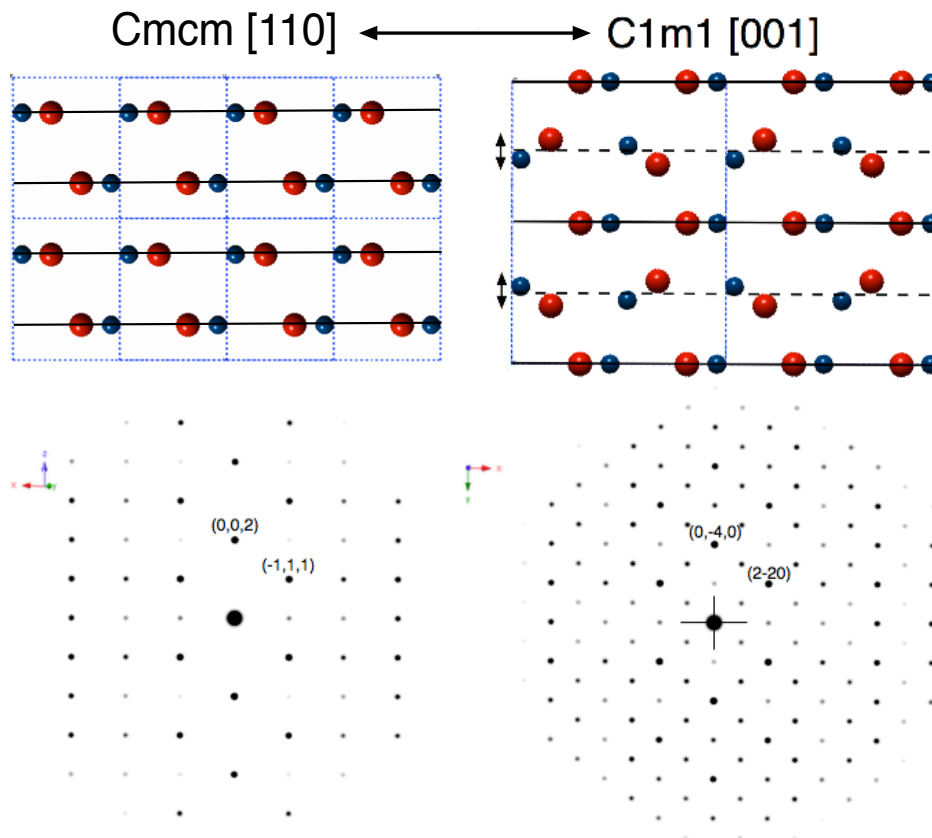 Cmcm [110]
C1m1 [001]
z
x
y
(0,0,2)
(-1,1,1)
x
y
(0,-4,0)
(2-20)